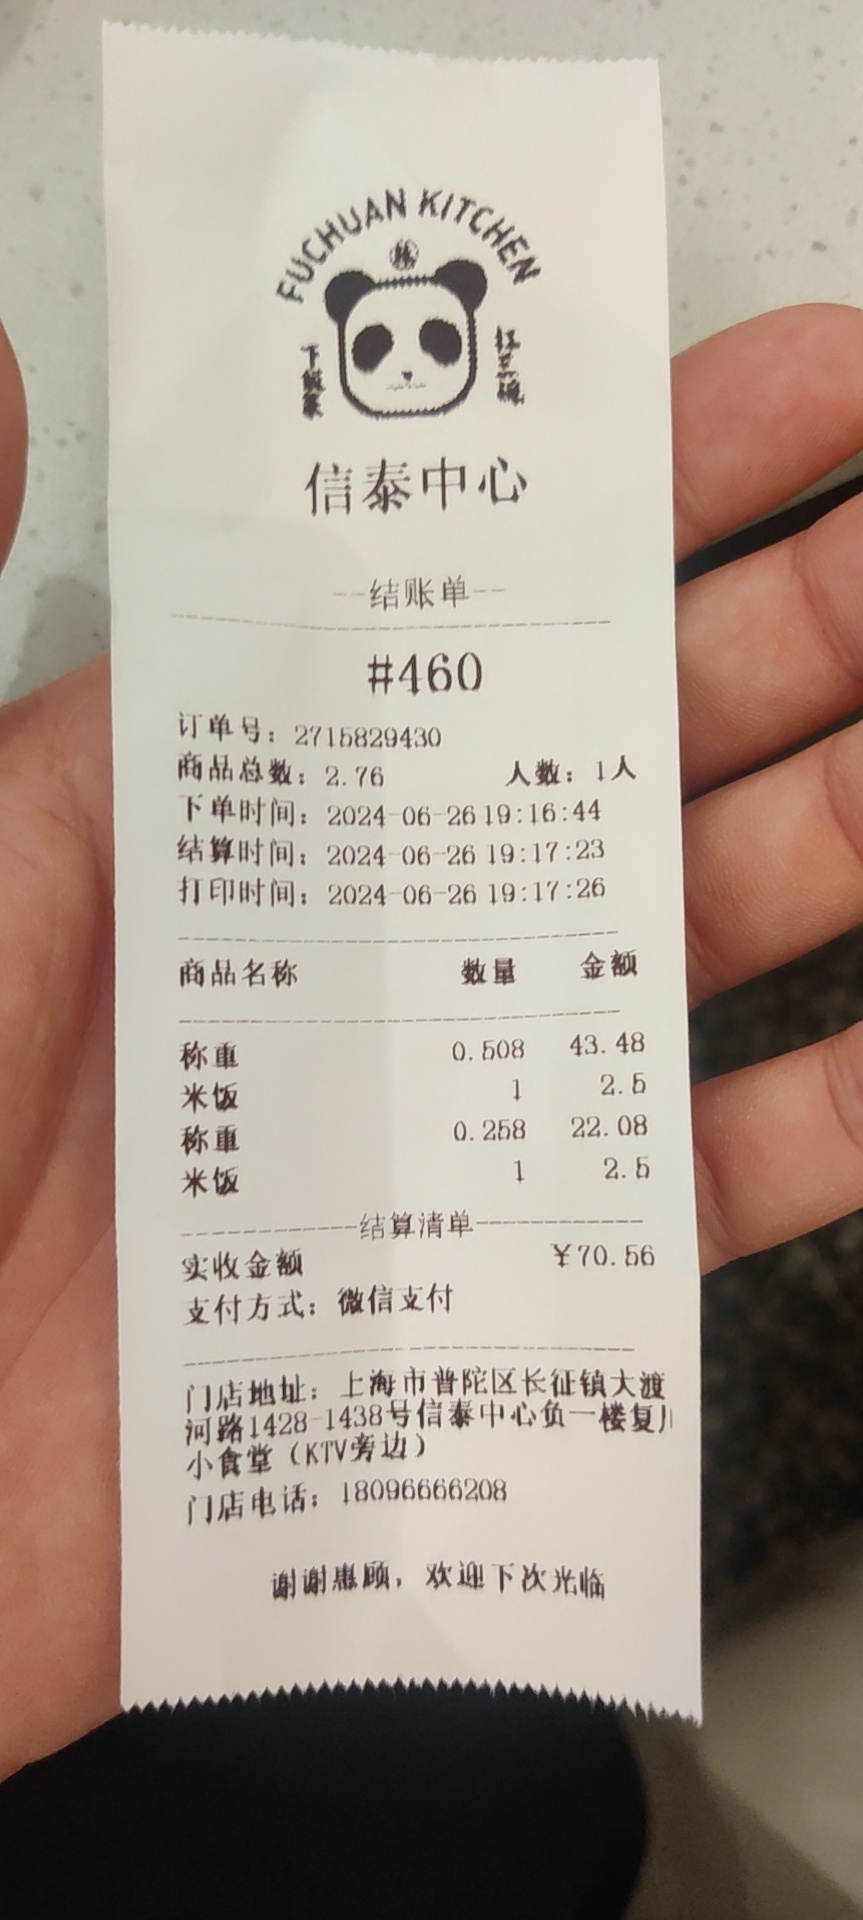 FUCHUAN KITCHEN
下饭菜
信泰中心
--结账单--
#460
订单号：2715829430
商品总数：2.76 人数：1人
下单时间：2024-06-26 19:16:44
结算时间：2024-06-26 19:17:23
打印时间：2024-06-26 19:17:26
商品名称 数量 金额
称重 0.508 43.48
米饭 1 2.5
称重 0.258 22.08
米饭 1 2.5
结算清单
实收金额 ¥70.56
支付方式：微信支付
门店地址：上海市普陀区长征镇大渡
河路1428-1438号信泰中心负一楼复川
小食堂（KTV旁边）
门店电话：18096666208
谢谢惠顾，欢迎下次光临